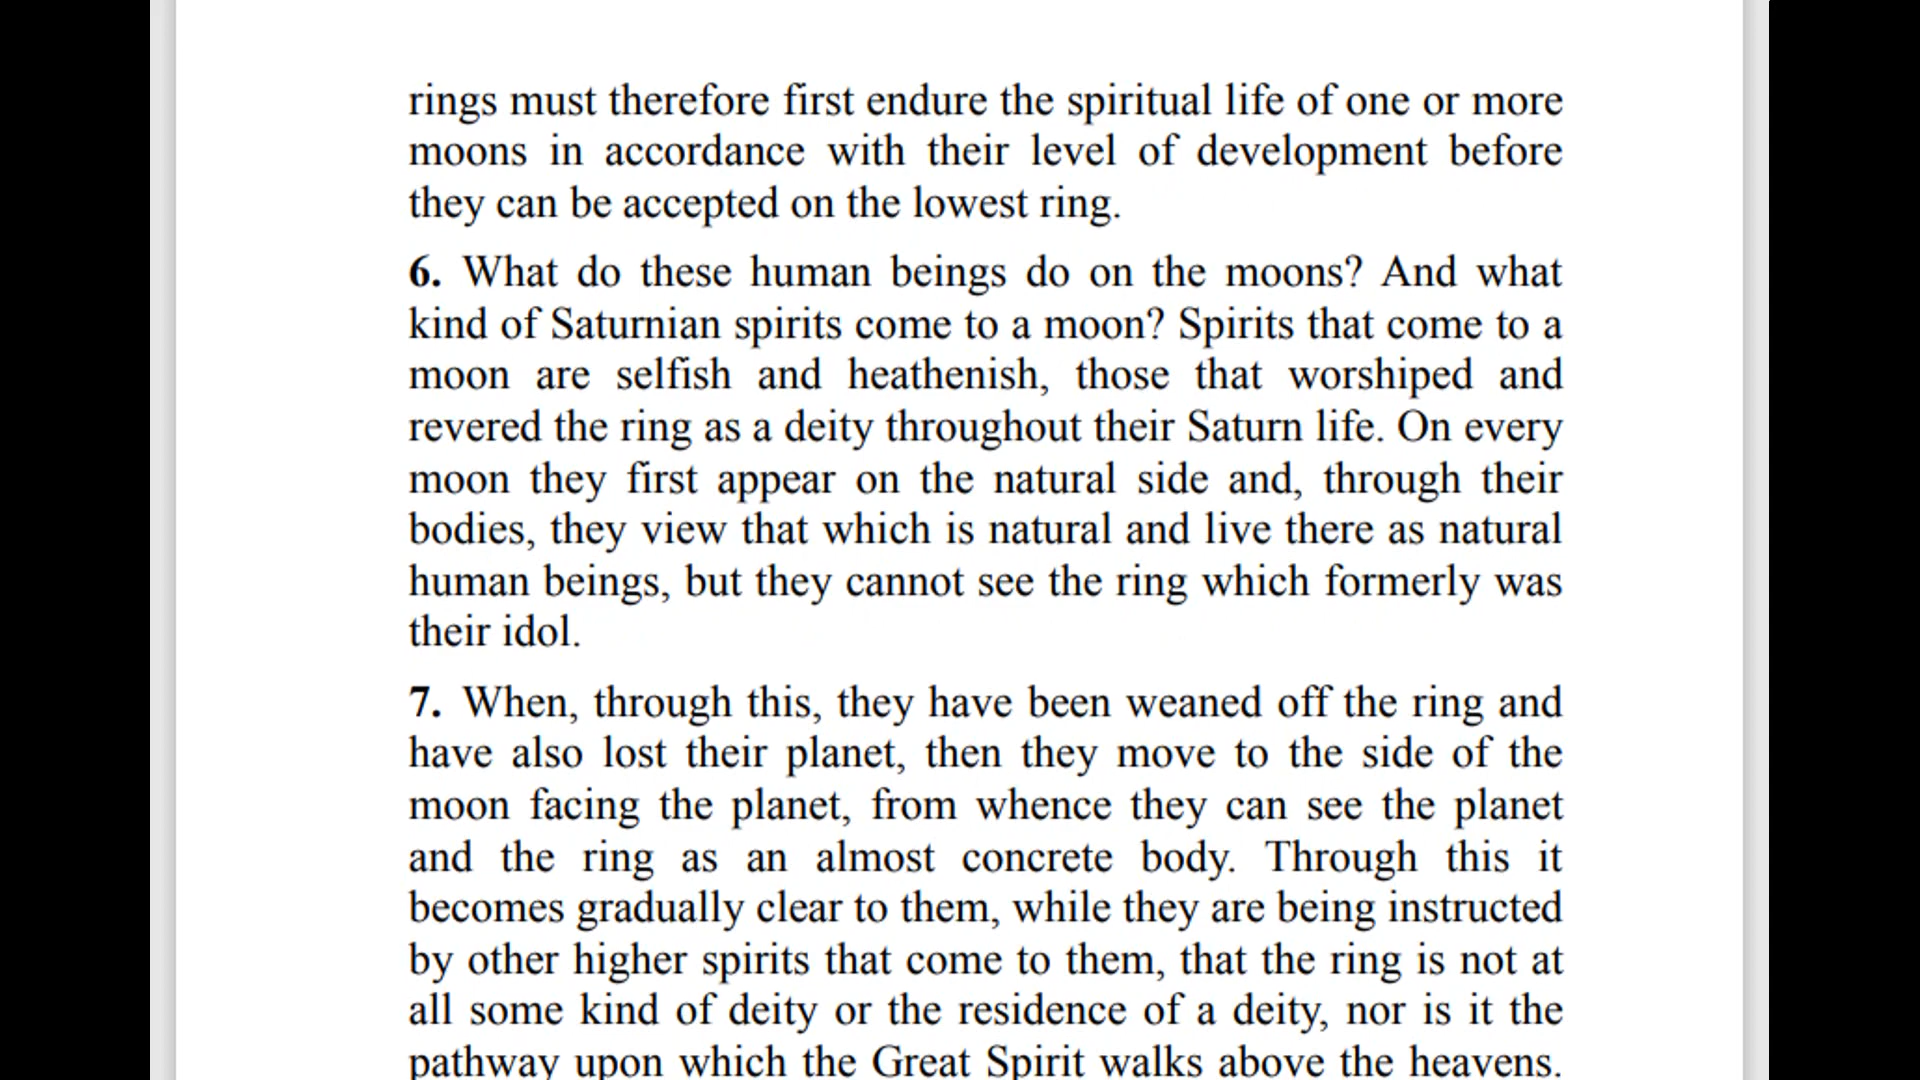 rings must therefore first endure the spiritual life of one or more
moons in accordance with their level of development before
they can be accepted on the lowest ring.
6. What do these human beings do on the moons? And what
kind of Saturnian spirits come to a moon? Spirits that come to a
moon are selfish and heathenish, those that worshiped and
revered the ring as a deity throughout their Saturn life. On every
moon they first appear on the natural side and, through their
bodies, they view that which is natural and live there as natural
human beings, but they cannot see the ring which formerly was
their idol.
7. When, through this, they have been weaned off the ring and
have also lost their planet, then they move to the side of the
moon facing the planet, from whence they can see the planet
and the ring as an almost concrete body. Through this it
becomes gradually clear to them, while they are being instructed
by other higher spirits that come to them, that the ring is not at
all some kind of deity or the residence of a deity, nor is it the
pathway upon which the Great Spirit walks above the heavens.